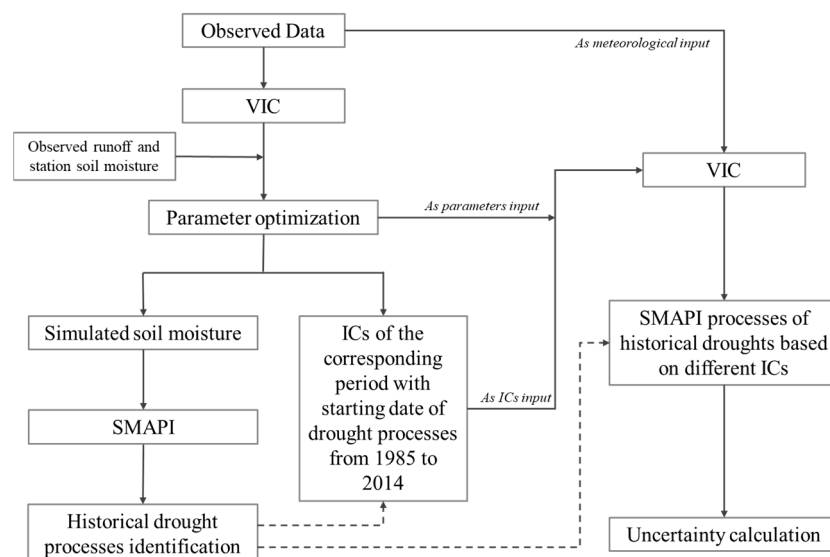 Observed Data
As meteorological input
VIC
Observed runoff and
station soil moisture
VIC
Parameter optimization
As parameters input
Simulated soil moisture
ICs of the
corresponding
period with
starting date of
drought processes
from 1985 to
2014
SMAPI processes of
historical droughts based
on different ICs
As ICs input
SMAPI
Historical drought
processes identification
Uncertainty calculation